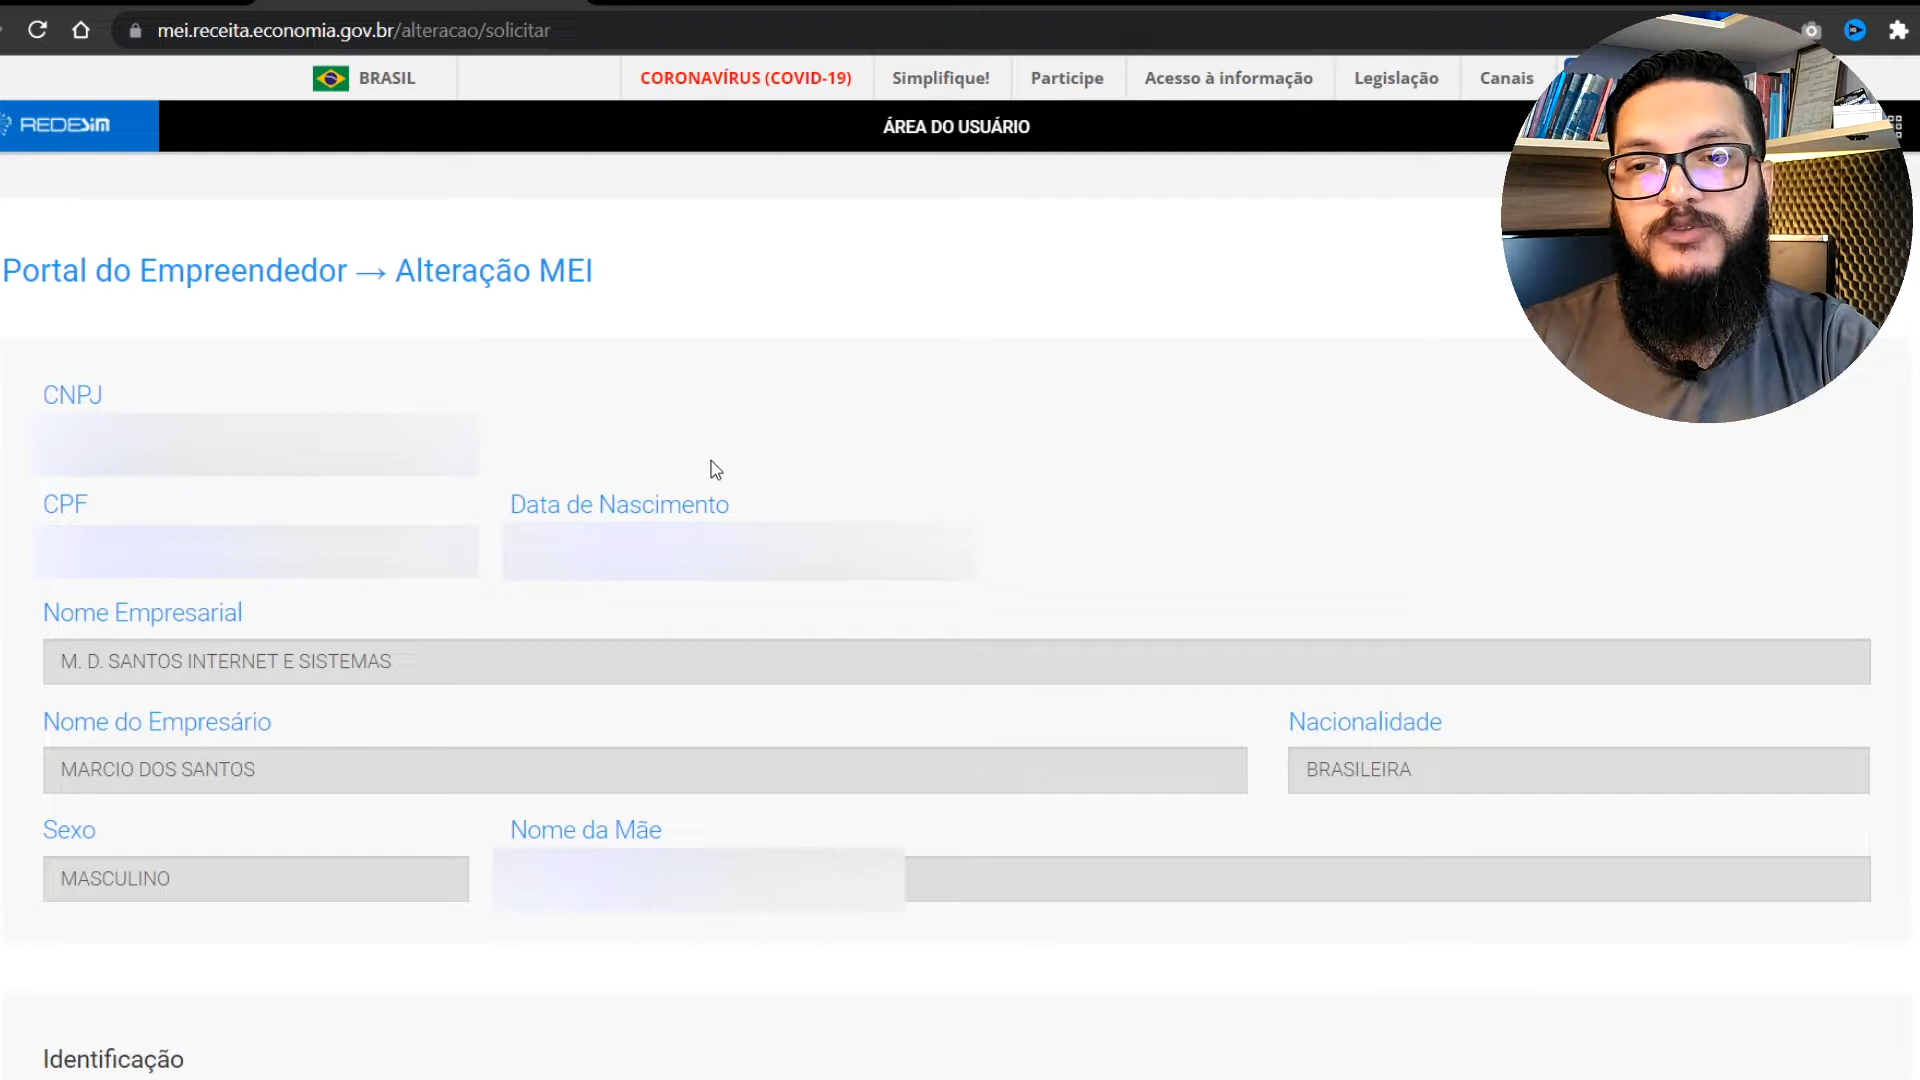 mei.receita.economia.gov.br/alteracao/solicitar
BRASIL
CORONAVÍRUS (COVID-19)
Simplifique!
Participe
Acesso à informação
Legislação
Canais
REDESIM
ÁREA DO USUÁRIO
Portal do Empreendedor → Alteração MEI
CNPJ
CPF
Data de Nascimento
Nome Empresarial
M. D. SANTOS INTERNET E SISTEMAS
Nome do Empresário
Nacionalidade
MARCIO DOS SANTOS
BRASILEIRA
Sexo
Nome da Mãe
MASCULINO
Identificação